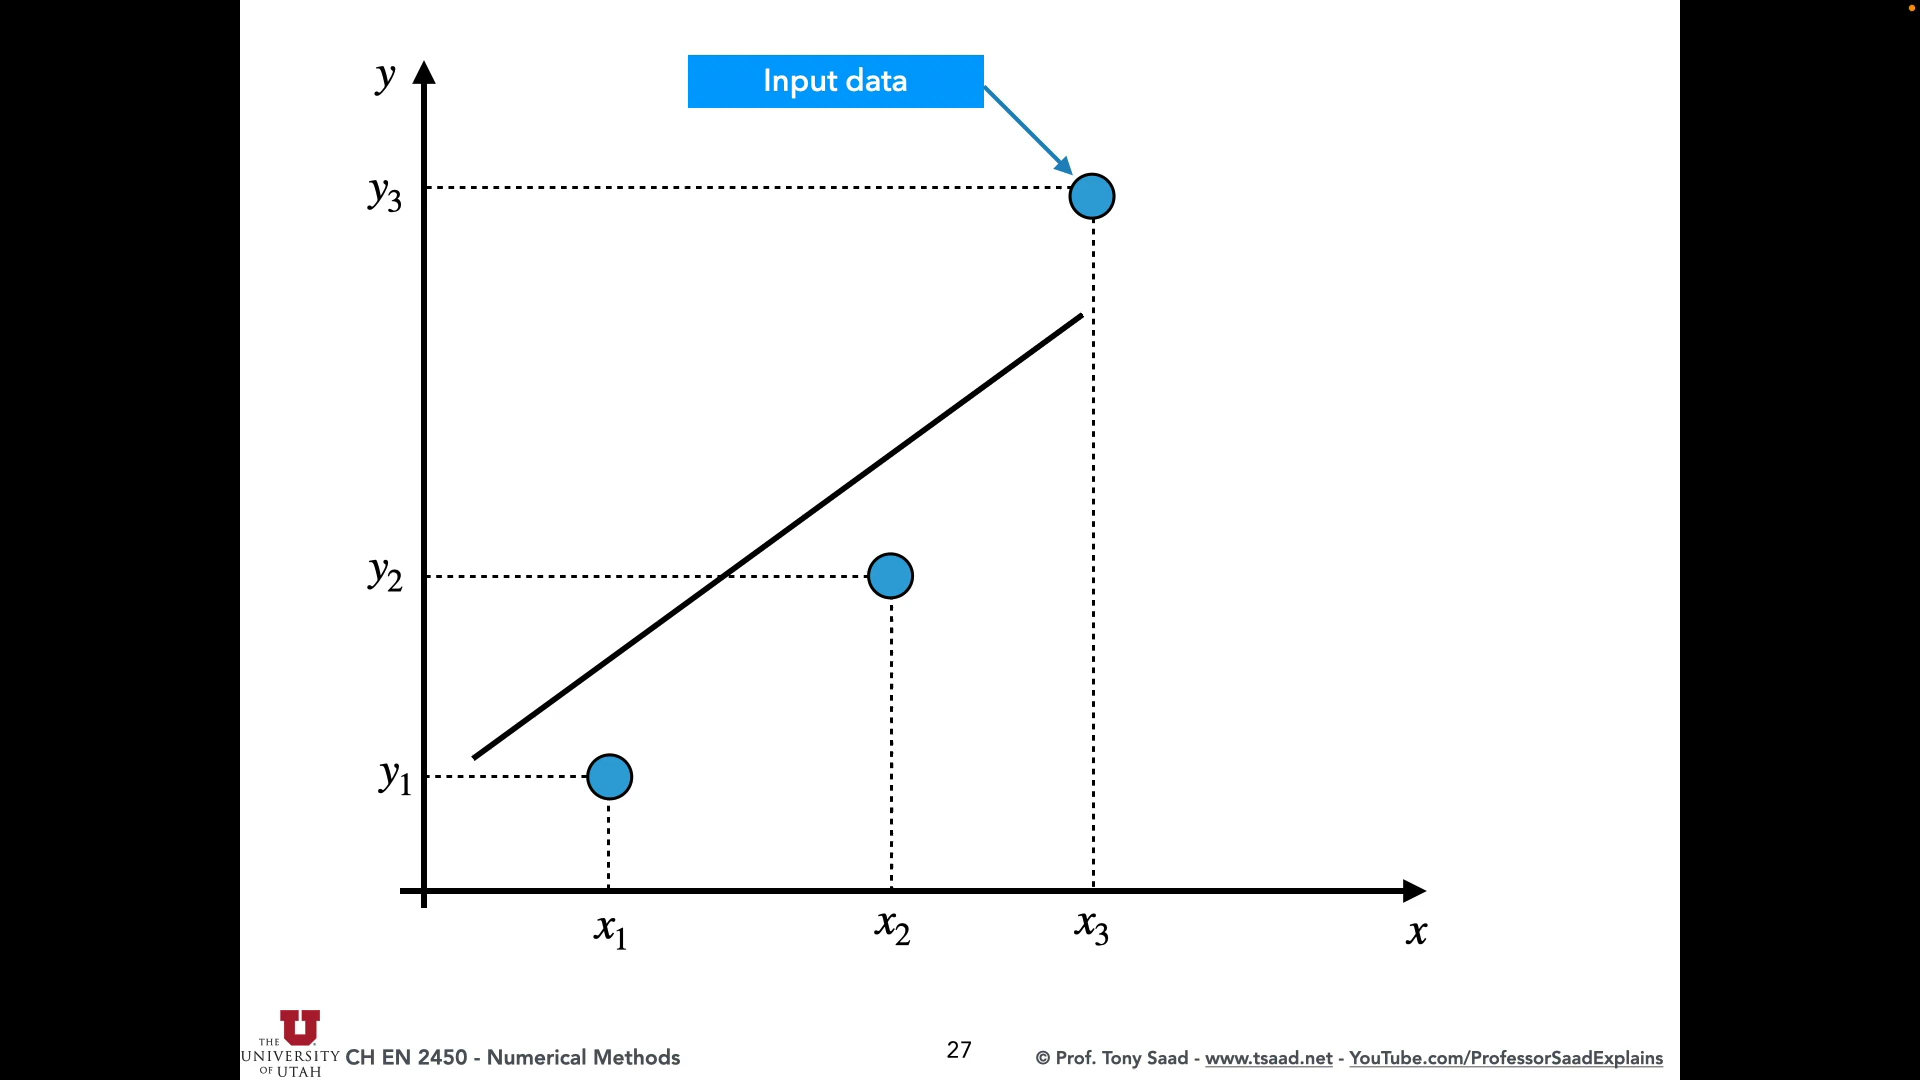 y
Input data
y3
y2
y1
x1
x2
x3
x
THE
UNIVERSITY
OF UTAH
CH EN 2450 - Numerical Methods
27
© Prof. Tony Saad - www.tsaad.net - YouTube.com/ProfessorSaadExplains